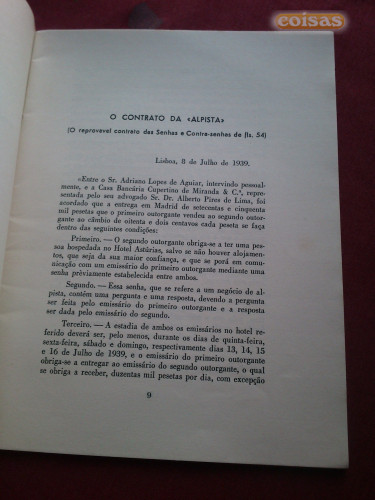 coisas
O CONTRATO DA «ALPISTA»
(O reprovavel contrato das Senhas e Contra-senhas de fls. 54)
Lisboa, 8 de Julho de 1939.
«Entre o Sr. Adriano Lopes de Aguiar, intervindo pessoal-
mente, e a Casa Bancária Cupertino de Miranda & C.ª, repre-
sentada pelo seu advogado Sr. Dr. Alberto Pires de Lima, foi
acordado que a entrega em Madrid de setecentas e cinquenta
mil pesetas que o primeiro outorgante vendeu ao segundo outor-
gante ao câmbio de oitenta e dois centavos cada peseta se faça
dentro das seguintes condições:
Primeiro. — O segundo outorgante obriga-se a ter uma pes-
soa hospedada no Hotel Astúrias, salvo se não houver alojamen-
tos, que seja da sua maior confiança, e que se porá em comu-
nicação com um emissário do primeiro outorgante mediante uma
senha prèviamente estabelecida entre ambos.
Segundo. — Essa senha, que se refere a um negócio de al-
pista, contém uma pergunta e uma resposta, devendo a pergunta
ser feita pelo emissário do primeiro outorgante e a resposta
ser dada pelo emissário do segundo.
Terceiro. — A estadia de ambos os emissários no hotel re-
ferido deverá ser, pelo menos, durante os dias de quinta-feira,
sexta-feira, sábado e domingo, respectivamente dias 13, 14, 15
e 16 de Julho de 1939, e o emissário do primeiro outorgante
obriga-se a entregar ao emissário do segundo outorgante, o qual
se obriga a receber, duzentas mil pesetas por dia, com excepção
9